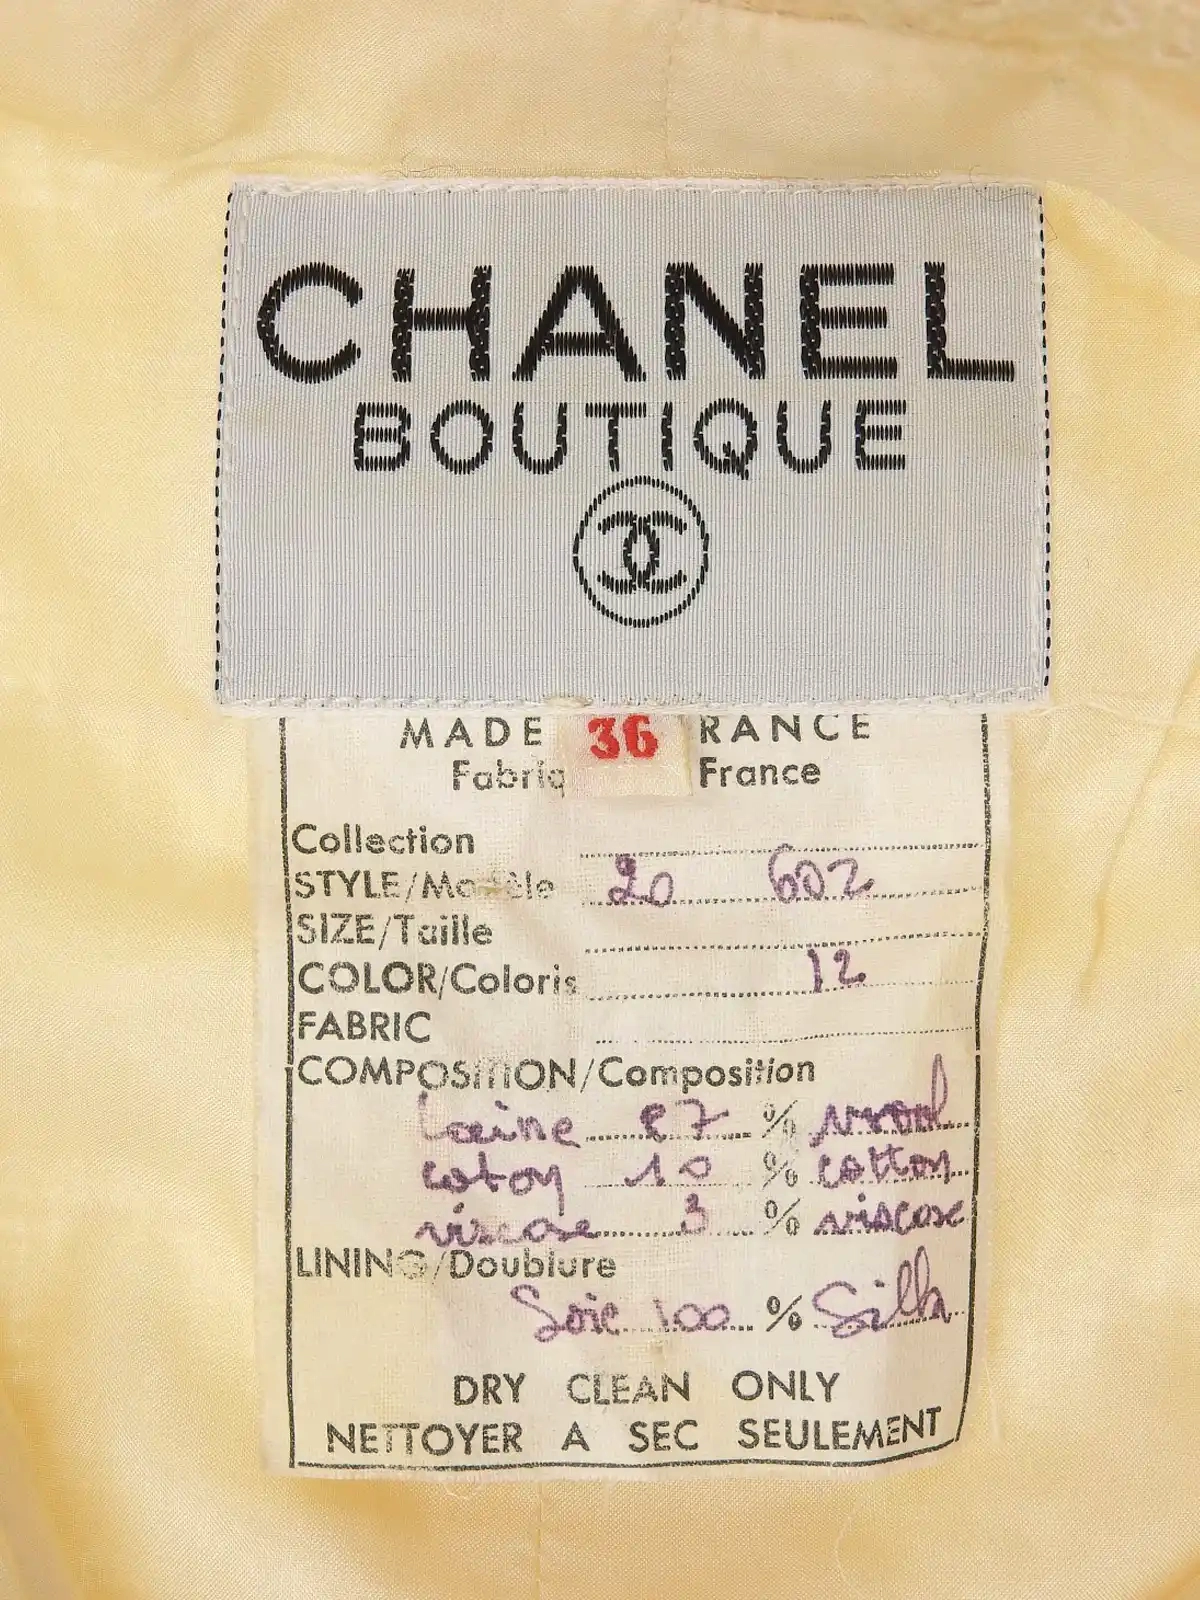 CHANEL
BOUTIQUE
MADE 36 RANCE
Fabriq France
Collection
STYLE/Modèle 20 602
SIZE/Taille
COLOR/Coloris 12
FABRIC
COMPOSITION/Composition
Laine 87 % wool
coton 10 % cotton
viscose 3 % viscose
LINING/Doublure
Soie 100 % Silk
DRY CLEAN ONLY
NETTOYER A SEC SEULEMENT